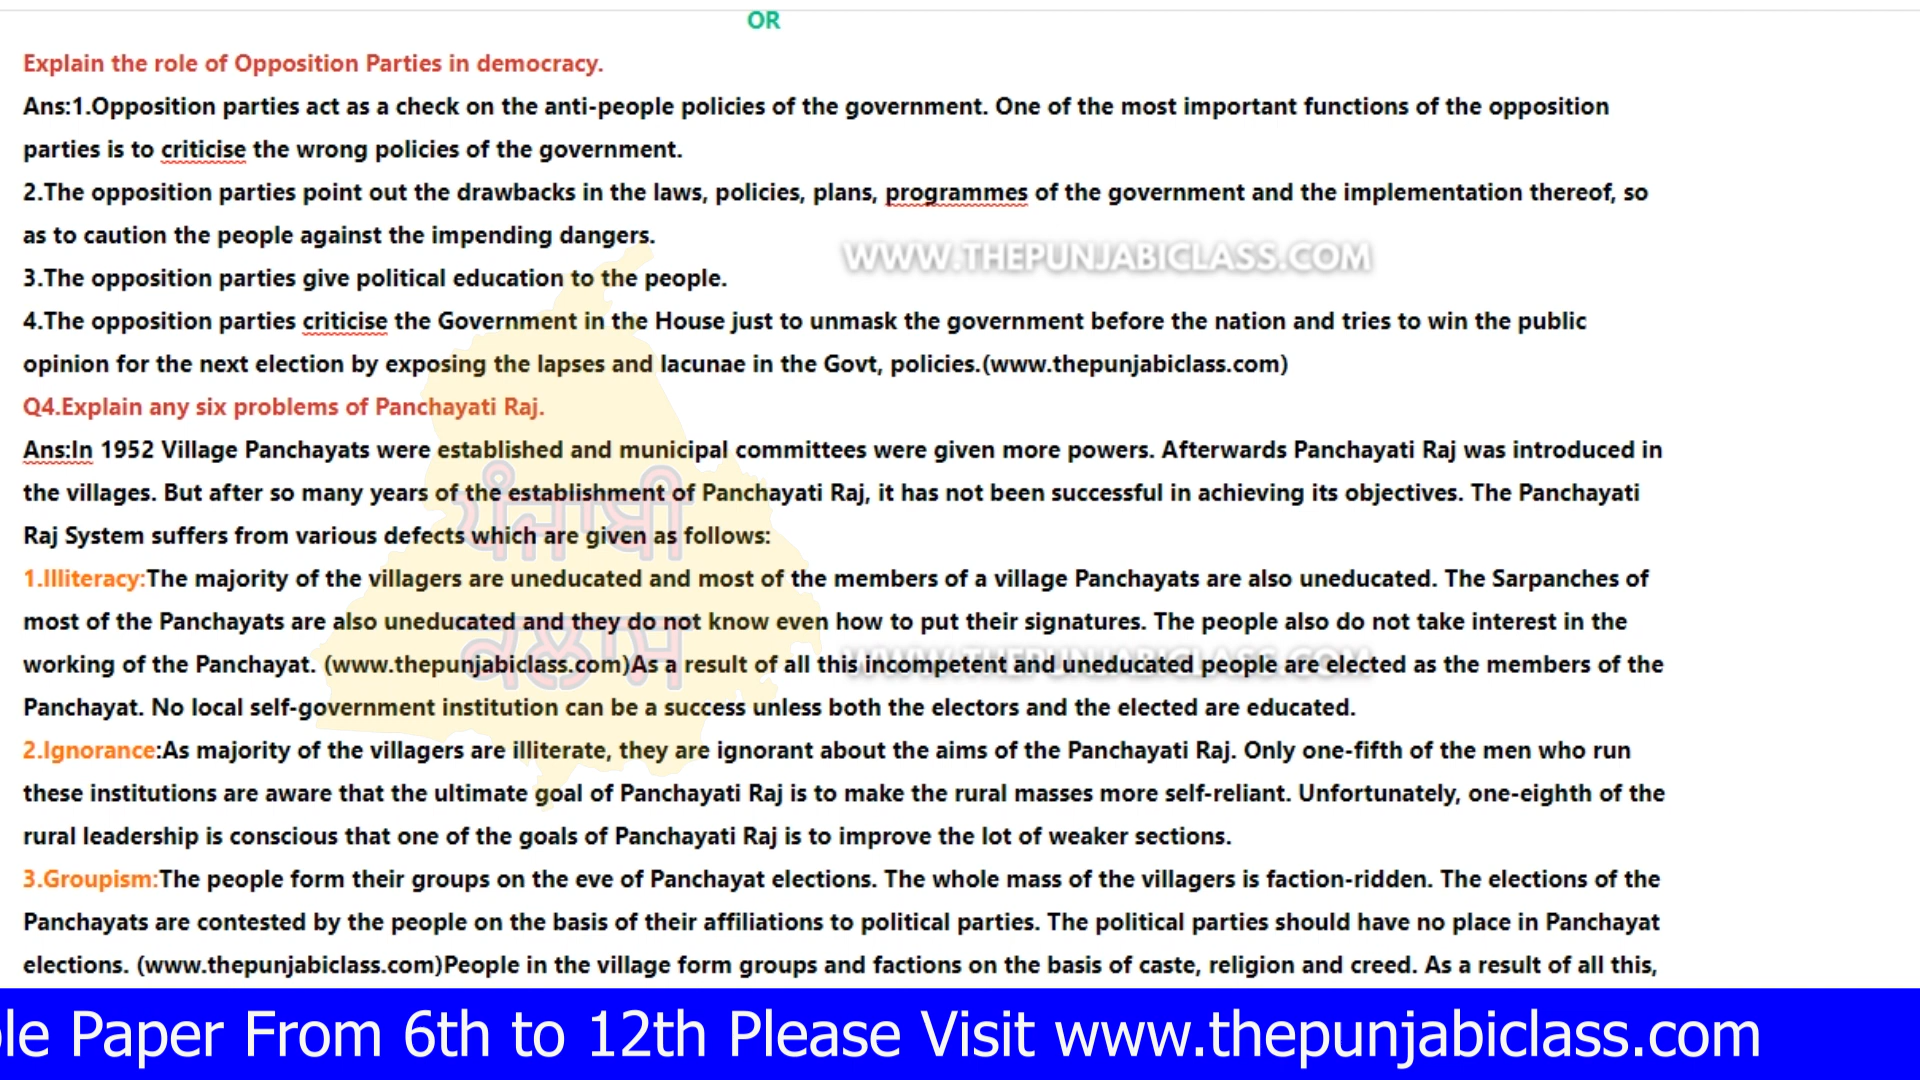 OR
Explain the role of Opposition Parties in democracy.
Ans:1.Opposition parties act as a check on the anti-people policies of the government. One of the most important functions of the opposition
parties is to criticise the wrong policies of the government.
2.The opposition parties point out the drawbacks in the laws, policies, plans, programmes of the government and the implementation thereof, so
as to caution the people against the impending dangers.
WWW.THEPUNJABICLASS.COM
3.The opposition parties give political education to the people.
4.The opposition parties criticise the Government in the House just to unmask the government before the nation and tries to win the public
opinion for the next election by exposing the lapses and lacunae in the Govt, policies.(www.thepunjabiclass.com)
Q4.Explain any six problems of Panchayati Raj.
Ans:In 1952 Village Panchayats were established and municipal committees were given more powers. Afterwards Panchayati Raj was introduced in
the villages. But after so many years of the establishment of Panchayati Raj, it has not been successful in achieving its objectives. The Panchayati
ਪੰਜਾਬੀ
Raj System suffers from various defects which are given as follows:
1.Illiteracy:The majority of the villagers are uneducated and most of the members of a village Panchayats are also uneducated. The Sarpanches of
most of the Panchayats are also uneducated and they do not know even how to put their signatures. The people also do not take interest in the
ਕਲਾਸ
working of the Panchayat. (www.thepunjabiclass.com)As a result of all this incompetent and uneducated people are elected as the members of the
WWW.THEPUNJABICLASS.COM
Panchayat. No local self-government institution can be a success unless both the electors and the elected are educated.
2.Ignorance:As majority of the villagers are illiterate, they are ignorant about the aims of the Panchayati Raj. Only one-fifth of the men who run
these institutions are aware that the ultimate goal of Panchayati Raj is to make the rural masses more self-reliant. Unfortunately, one-eighth of the
rural leadership is conscious that one of the goals of Panchayati Raj is to improve the lot of weaker sections.
3.Groupism:The people form their groups on the eve of Panchayat elections. The whole mass of the villagers is faction-ridden. The elections of the
Panchayats are contested by the people on the basis of their affiliations to political parties. The political parties should have no place in Panchayat
elections. (www.thepunjabiclass.com)People in the village form groups and factions on the basis of caste, religion and creed. As a result of all this,
le Paper From 6th to 12th Please Visit www.thepunjabiclass.com